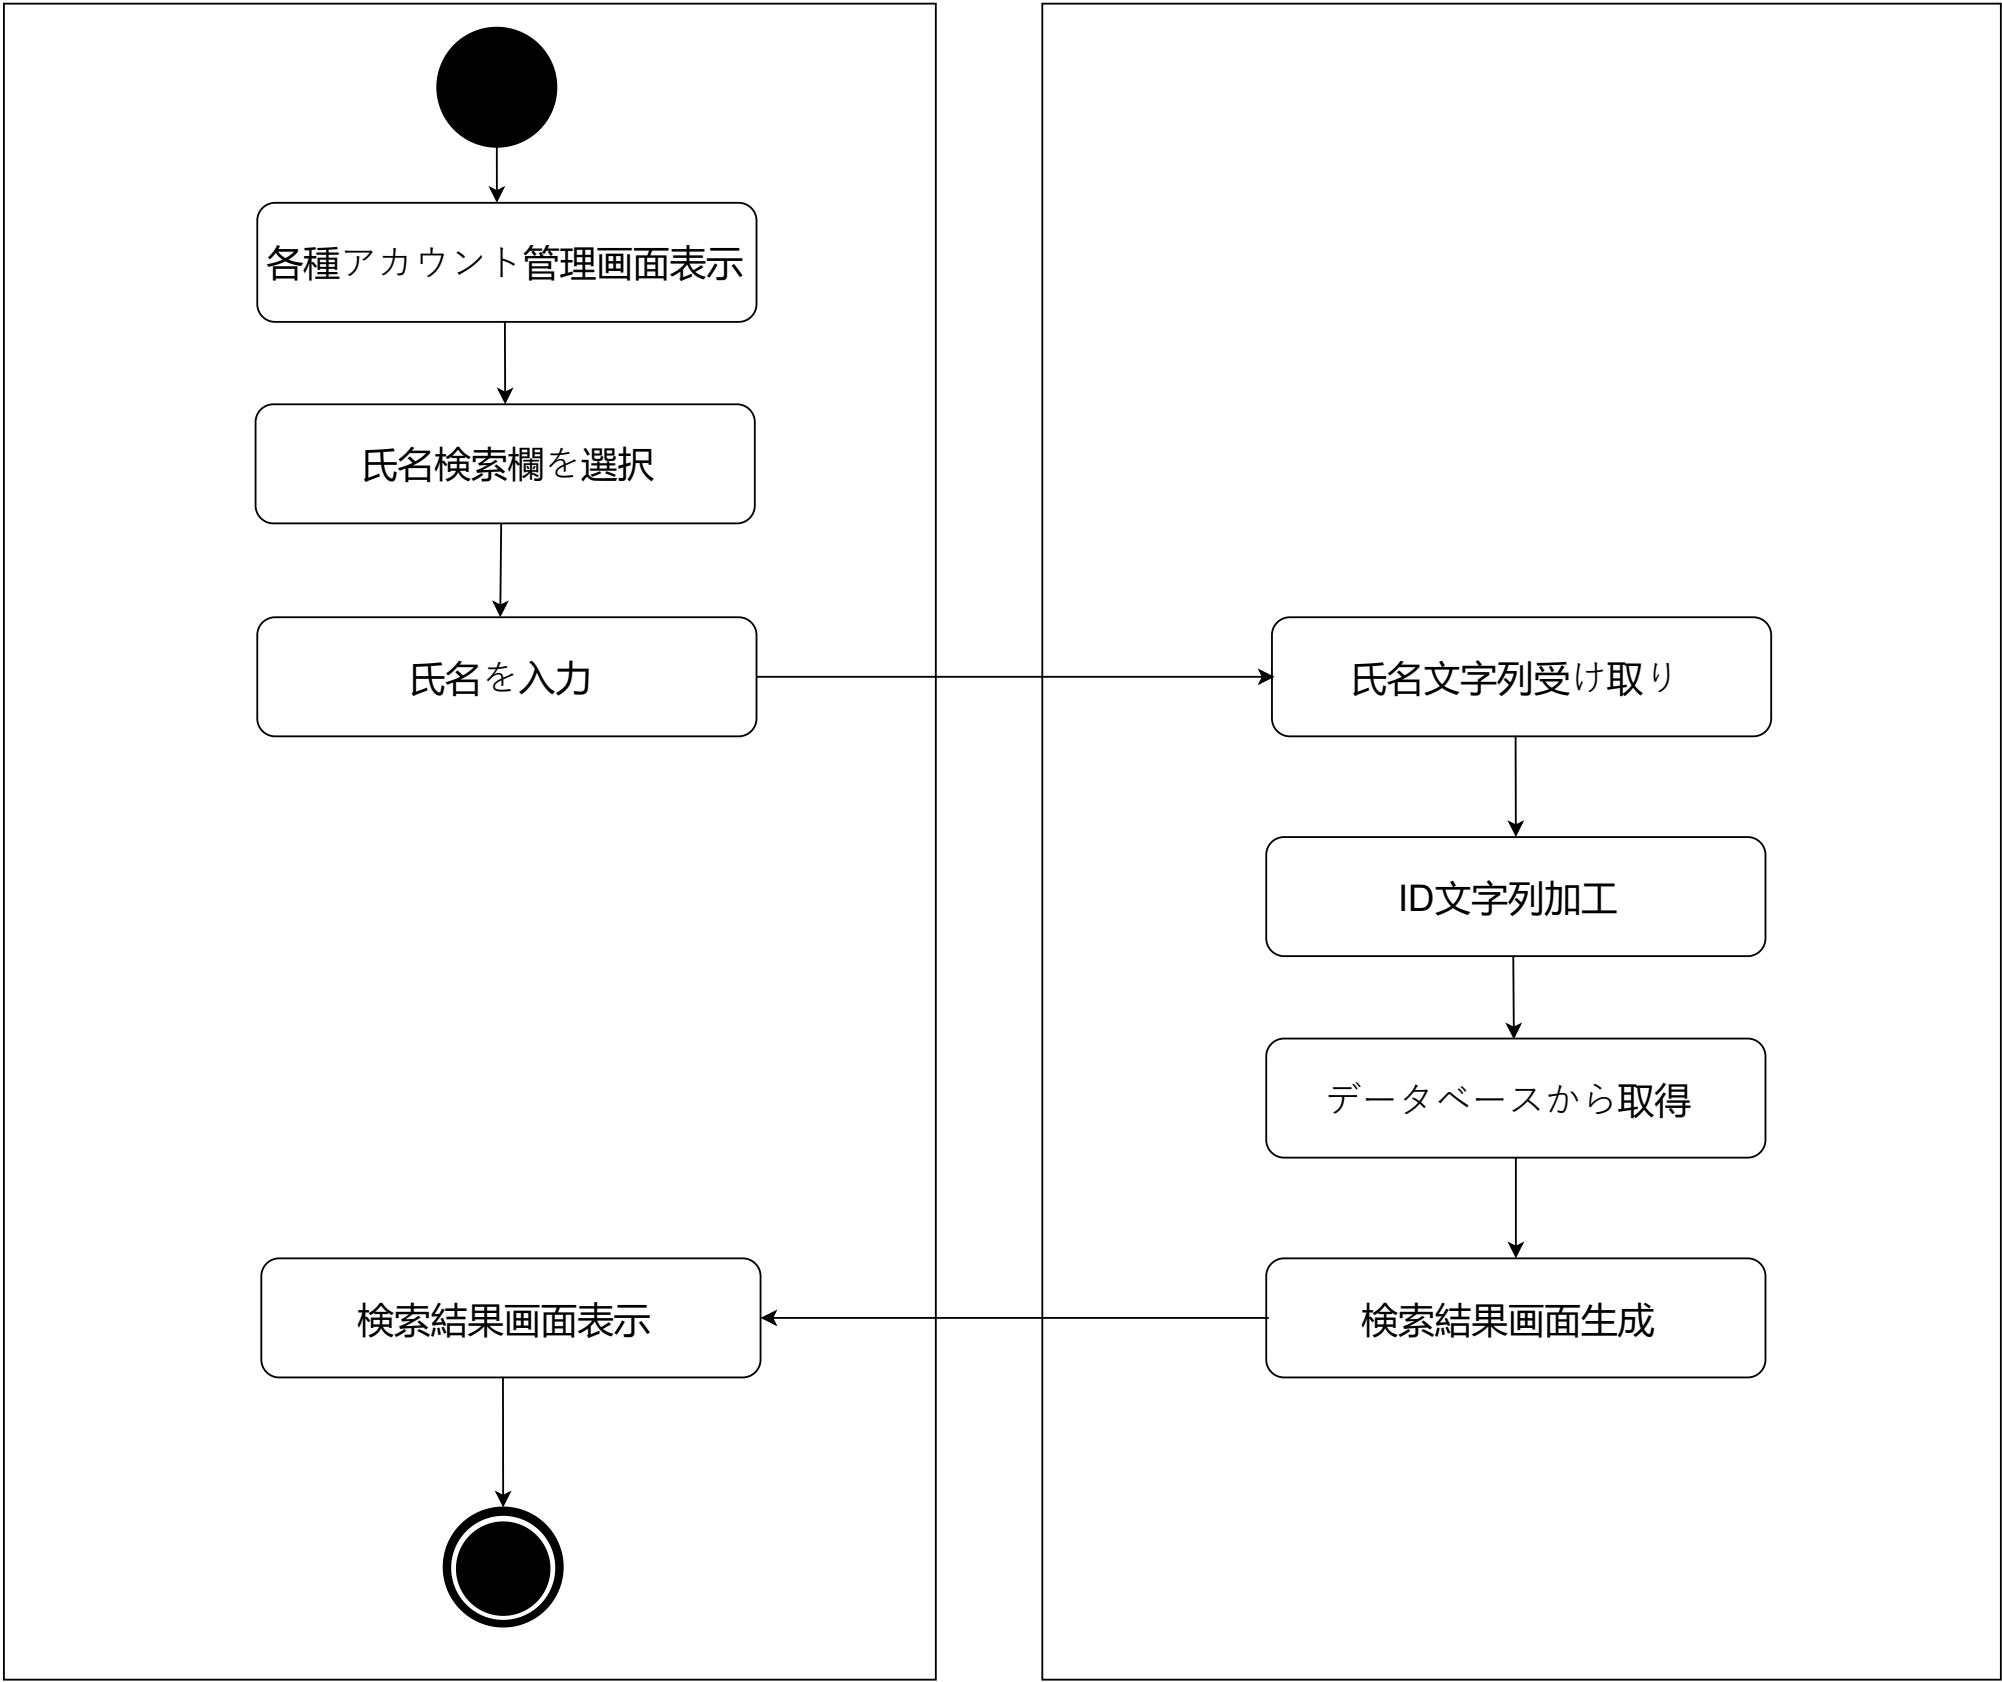 各種アカウント管理画面表示
氏名検索欄を選択
氏名を入力
氏名文字列受け取り
ID文字列加工
データベースから取得
検索結果画面生成
検索結果画面表示